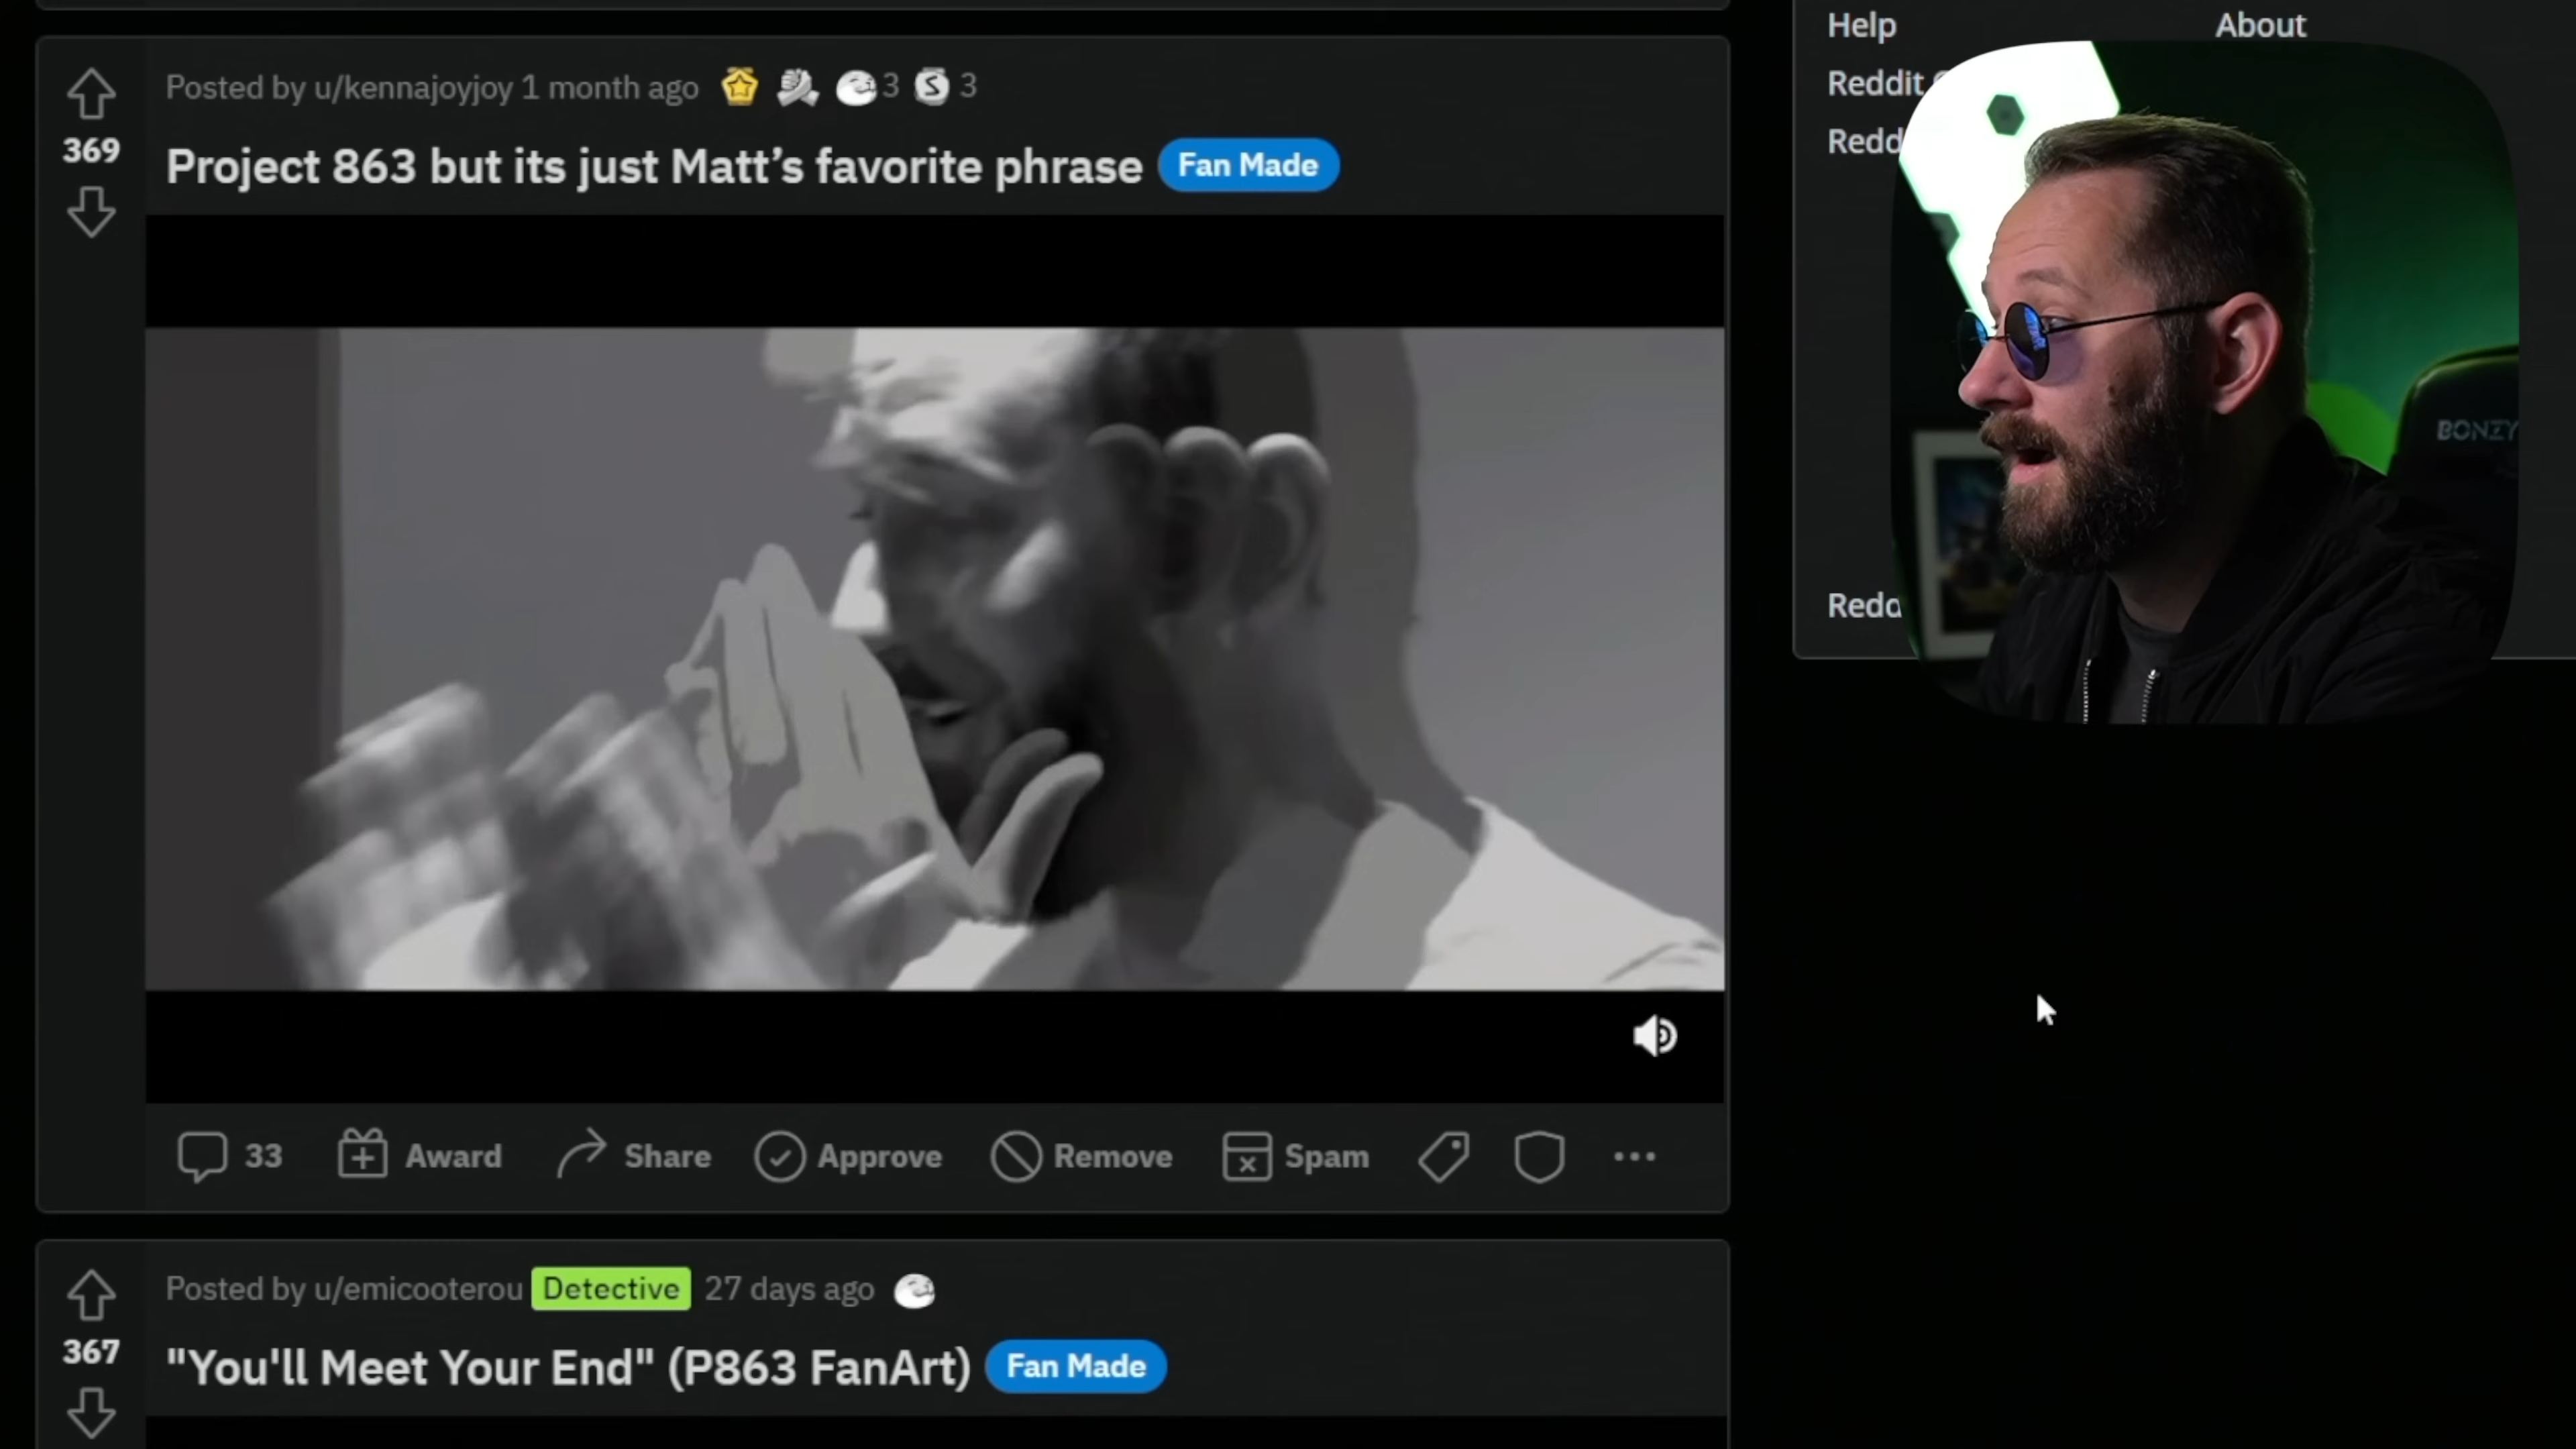 Help
About
Reddit
Posted by u/kennajoyjoy 1 month ago 3 3
369
Project 863 but its just Matt’s favorite phrase Fan Made
BONZY
33 Award Share Approve Remove Spam
Posted by u/emicooterou Detective 27 days ago
367
"You'll Meet Your End" (P863 FanArt) Fan Made